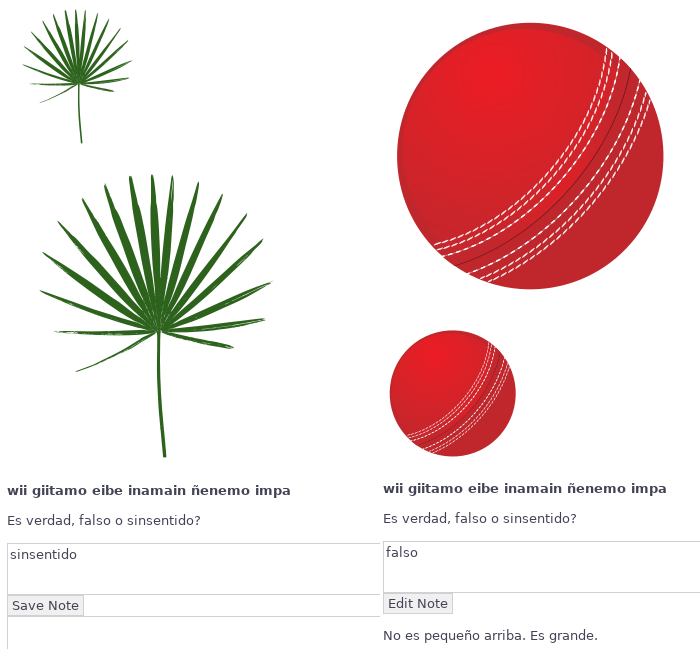 wii giitamo eibe inamain ñenemo impa
Es verdad, falso o sinsentido?
sinsentido
Save Note
wii giitamo eibe inamain ñenemo impa
Es verdad, falso o sinsentido?
falso
Edit Note
No es pequeño arriba. Es grande.